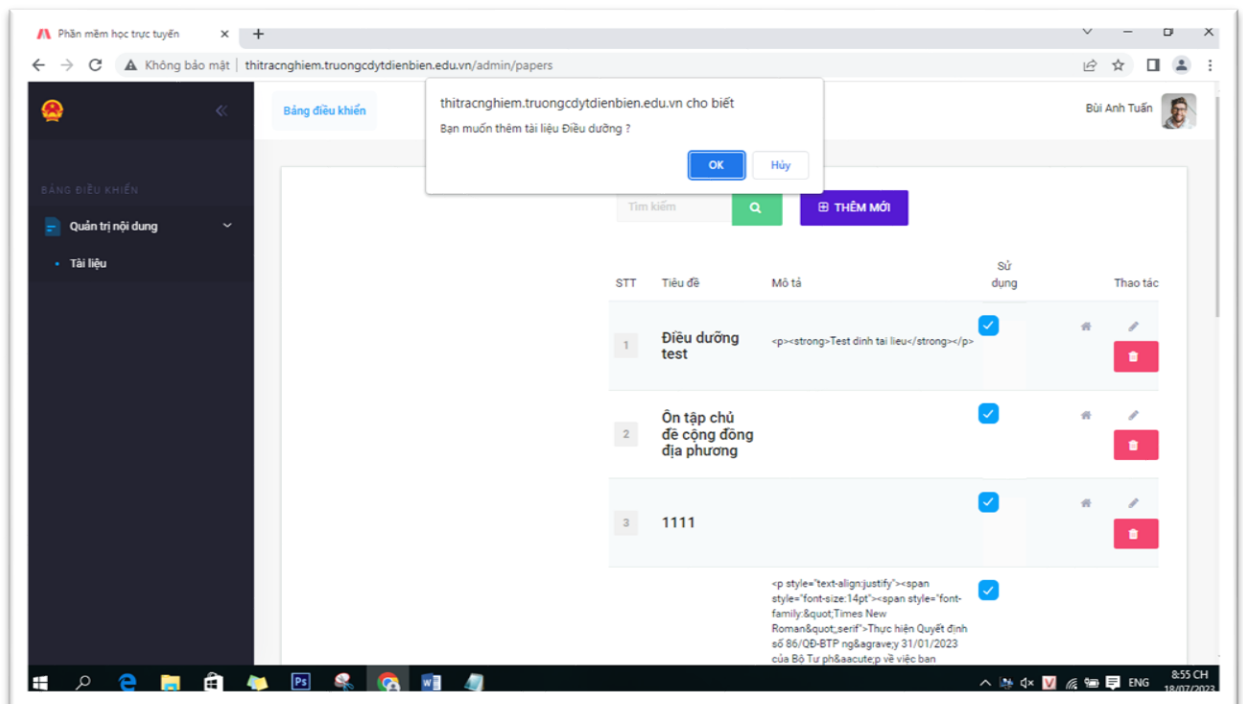 Phần mềm học trực tuyến
Không bảo mật | thitracnghiem.truongcdytdienbien.edu.vn/admin/papers
thitracnghiem.truongcdytdienbien.edu.vn cho biết
Bạn muốn thêm tài liệu Điều dưỡng ?
OK Hủy
Bảng điều khiển
Bùi Anh Tuấn
BẢNG ĐIỀU KHIỂN
Quản trị nội dung
Tài liệu
Tìm kiếm
THÊM MỚI
STT Tiêu đề Mô tả Sử dụng Thao tác
1 Điều dưỡng test <p><strong>Test dinh tai lieu</strong></p>
2 Ôn tập chủ đề cộng đồng địa phương
3 1111
<p style="text-align:justify"><span
style="font-size:14pt"><span style="font-
family:&quot;Times New
Roman&quot;,serif">Thực hiện Quyết định
số 86/QĐ-BTP ng&agrave;y 31/01/2023
của Bộ Tư ph&aacute;p về việc ban
Ps
ENG
8:55 CH
18/07/2023